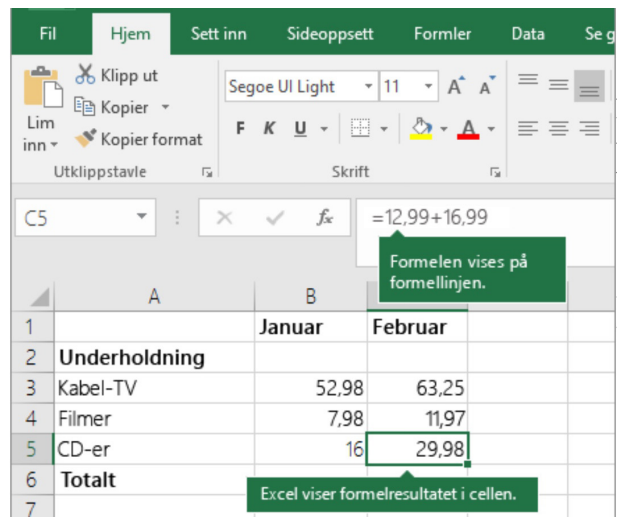 Fil Hjem Sett inn Sideoppsett Formler Data Se g
Klipp ut
Kopier
Kopier format
Lim
inn
Segoe UI Light 11 A A
F K U A
Utklippstavle Skrift
C5 fx =12,99+16,99
Formelen vises på
formellinjen.
A B
1 Januar Februar
2 Underholdning
3 Kabel-TV 52,98 63,25
4 Filmer 7,98 11,97
5 CD-er 16 29,98
6 Totalt
Excel viser formelresultatet i cellen.
7